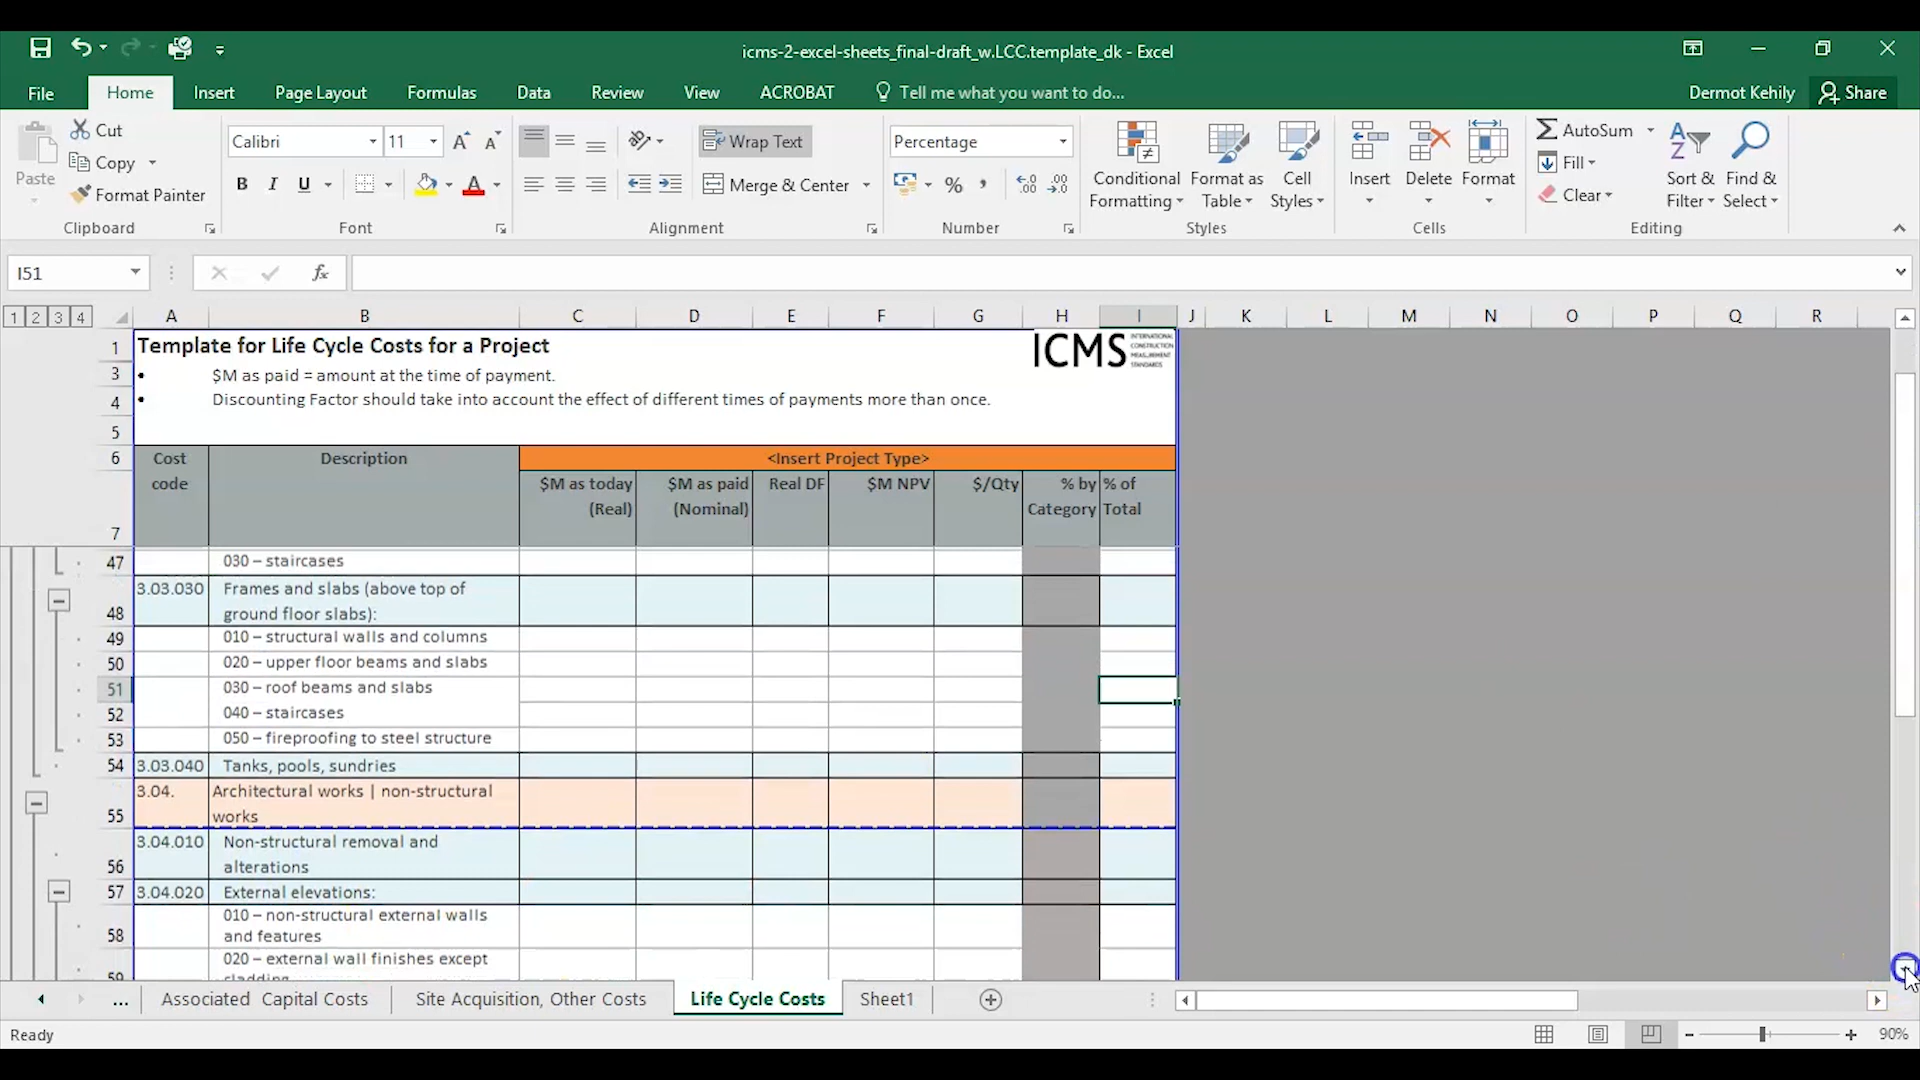 icms-2-excel-sheets_final-draft_w.LCC.template_dk - Excel
File Home Insert Page Layout Formulas Data Review View ACROBAT Tell me what you want to do... Dermot Kehily Share
Paste
Cut
Copy
Format Painter
Clipboard
Calibri 11
B I U A
Font
Wrap Text
Merge & Center
Alignment
Percentage
% ,
Number
Conditional Formatting
Format as Table
Cell Styles
Styles
Insert
Delete
Format
Cells
AutoSum
Fill
Clear
Sort & Filter
Find & Select
Editing
I51 fx
1 2 3 4 A B C D E F G H I J K L M N O P Q R
1 Template for Life Cycle Costs for a Project ICMS INTERNATIONAL CONSTRUCTION MEASUREMENT STANDARDS
3 • $M as paid = amount at the time of payment.
4 • Discounting Factor should take into account the effect of different times of payments more than once.
5
6 Cost Description <Insert Project Type>
code $M as today $M as paid Real DF $M NPV $/Qty % by % of
(Real) (Nominal) Category Total
7
47 030 – staircases
3.03.030 Frames and slabs (above top of
48 ground floor slabs):
49 010 – structural walls and columns
50 020 – upper floor beams and slabs
51 030 – roof beams and slabs
52 040 – staircases
53 050 – fireproofing to steel structure
54 3.03.040 Tanks, pools, sundries
3.04. Architectural works | non-structural
55 works
3.04.010 Non-structural removal and
56 alterations
57 3.04.020 External elevations:
010 – non-structural external walls
58 and features
020 – external wall finishes except
59 cladding
... Associated Capital Costs Site Acquisition, Other Costs Life Cycle Costs Sheet1
Ready 90%